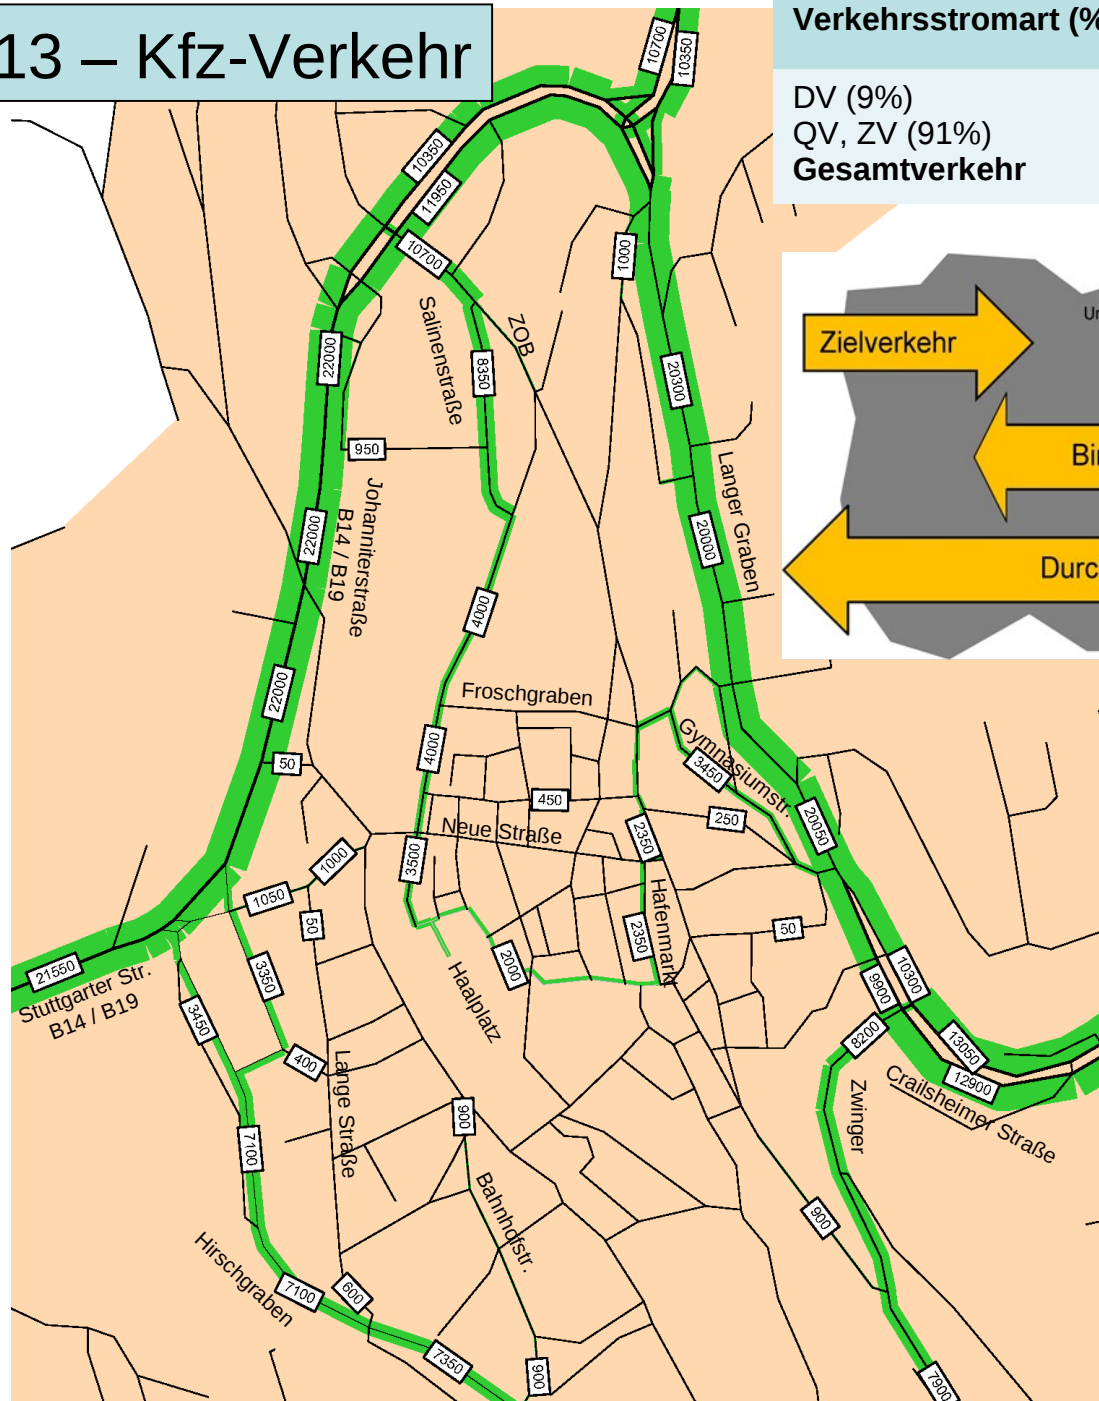 13 – Kfz-Verkehr
Verkehrsstromart (%
DV (9%)
QV, ZV (91%)
Gesamtverkehr
Zielverkehr
Bin
Durc
10700
10350
10350
11950
10700
1000
Salinenstraße
ZOB
22000
8350
20300
950
Johanniterstraße
B14 / B19
22000
Langer Graben
20000
4000
22000
Froschgraben
4000
Gymnasiumstr.
3450
50
450
250
20050
Neue Straße
2350
3500
1000
1050
50
Hafenmarkt
2350
50
21550
Stuttgarter Str.
B14 / B19
3350
2000
Haalplatz
9900
10300
3450
8200
13050
400
Lange Straße
12900
Crailsheimer Straße
Zwinger
7100
900
Bahnhofstr.
900
Hirschgraben
7100
600
7350
900
7900